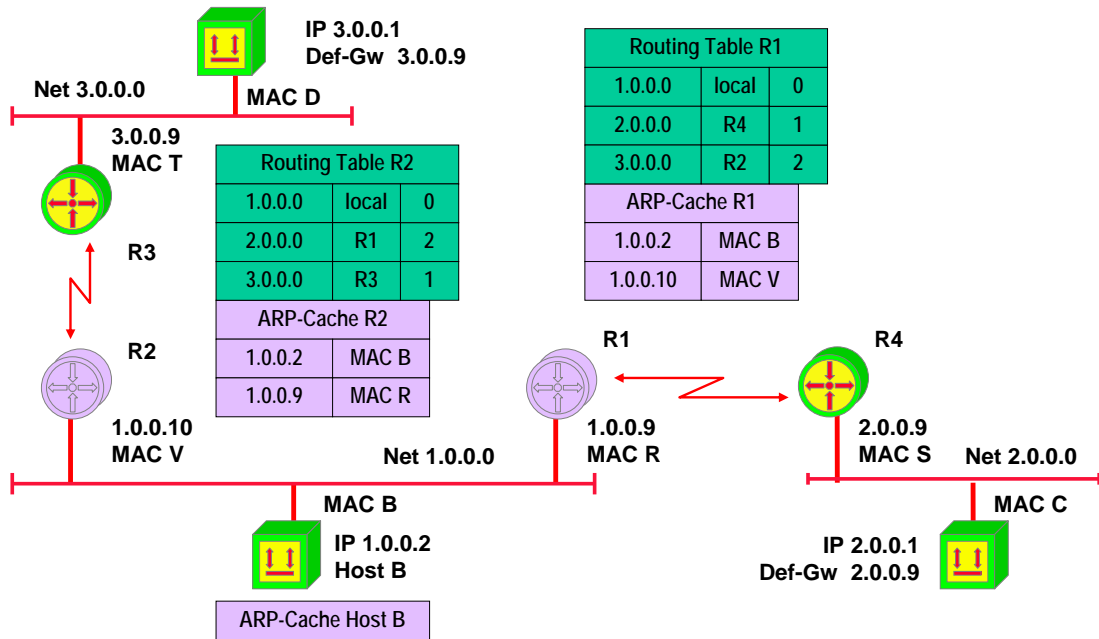 IP 3.0.0.1
Def-Gw 3.0.0.9
Net 3.0.0.0
MAC D
3.0.0.9
MAC T
R3
Routing Table R2
1.0.0.0 local 0
2.0.0.0 R1 2
3.0.0.0 R3 1
ARP-Cache R2
1.0.0.2 MAC B
1.0.0.9 MAC R
Routing Table R1
1.0.0.0 local 0
2.0.0.0 R4 1
3.0.0.0 R2 2
ARP-Cache R1
1.0.0.2 MAC B
1.0.0.10 MAC V
R2
1.0.0.10
MAC V
R1
1.0.0.9
MAC R
R4
2.0.0.9
MAC S
Net 1.0.0.0
Net 2.0.0.0
MAC B
IP 1.0.0.2
Host B
ARP-Cache Host B
MAC C
IP 2.0.0.1
Def-Gw 2.0.0.9